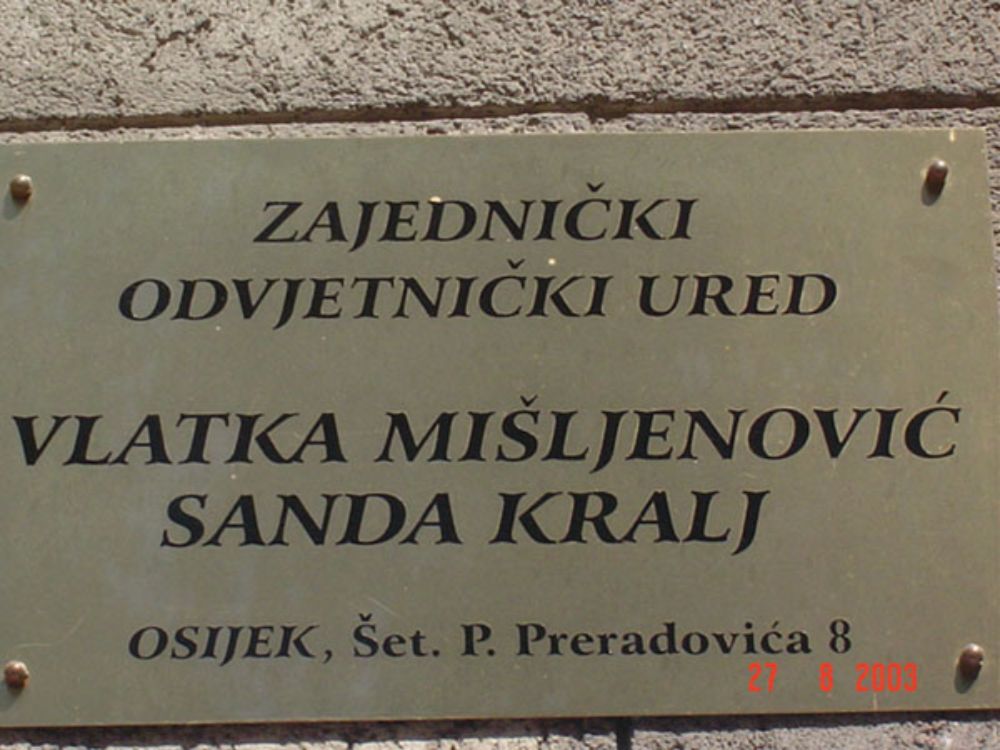 ZAJEDNIČKI
ODVJETNIČKI URED
VLATKA MIŠLJENOVIĆ
SANDA KRALJ
OSIJEK, Šet. P. Preradovića 8
27 8 2003